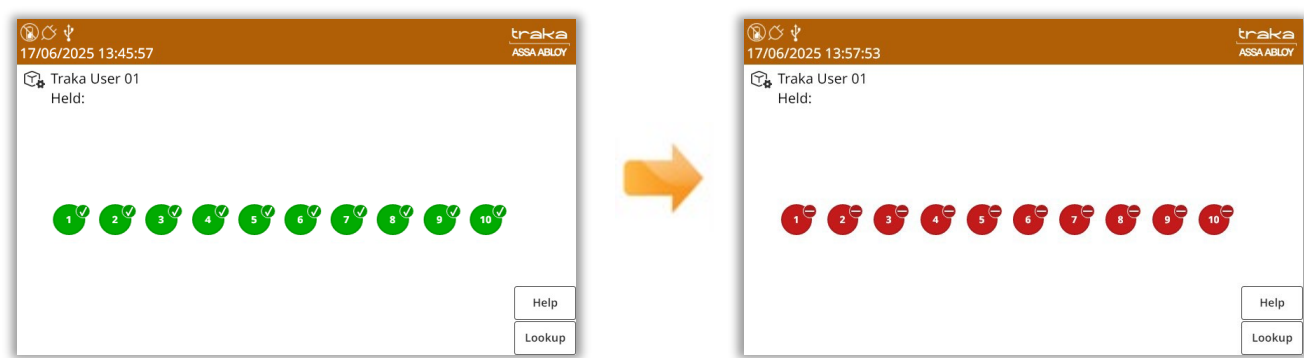 traka
17/06/2025 13:45:57
ASSA ABLOY
Traka User 01
Held:
1 2 3 4 5 6 7 8 9 10
Help
Lookup
traka
17/06/2025 13:57:53
ASSA ABLOY
Traka User 01
Held:
1 2 3 4 5 6 7 8 9 10
Help
Lookup